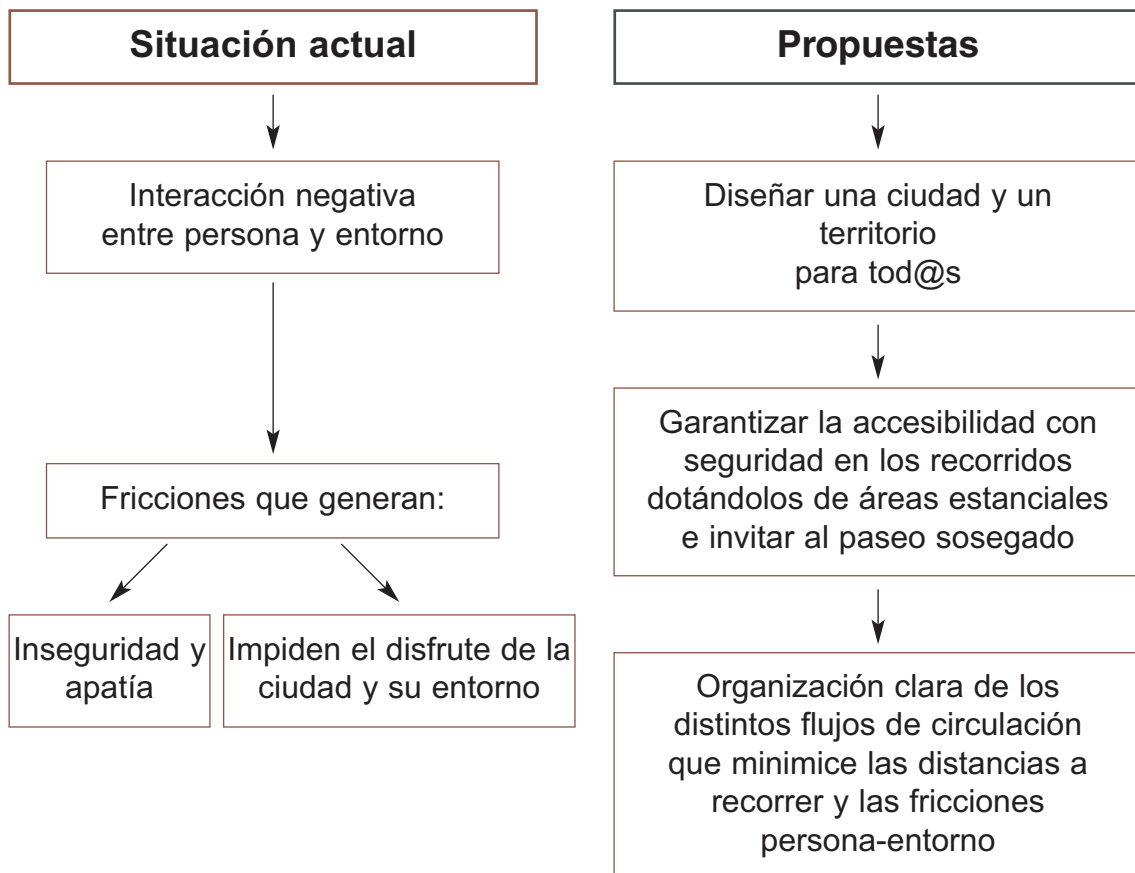 Situación actual
Interacción negativa
entre persona y entorno
Fricciones que generan:
Inseguridad y
apatía
Impiden el disfrute de la
ciudad y su entorno
Propuestas
Diseñar una ciudad y un
territorio
para tod@s
Garantizar la accesibilidad con
seguridad en los recorridos
dotándolos de áreas estanciales
e invitar al paseo sosegado
Organización clara de los
distintos flujos de circulación
que minimice las distancias a
recorrer y las fricciones
persona-entorno